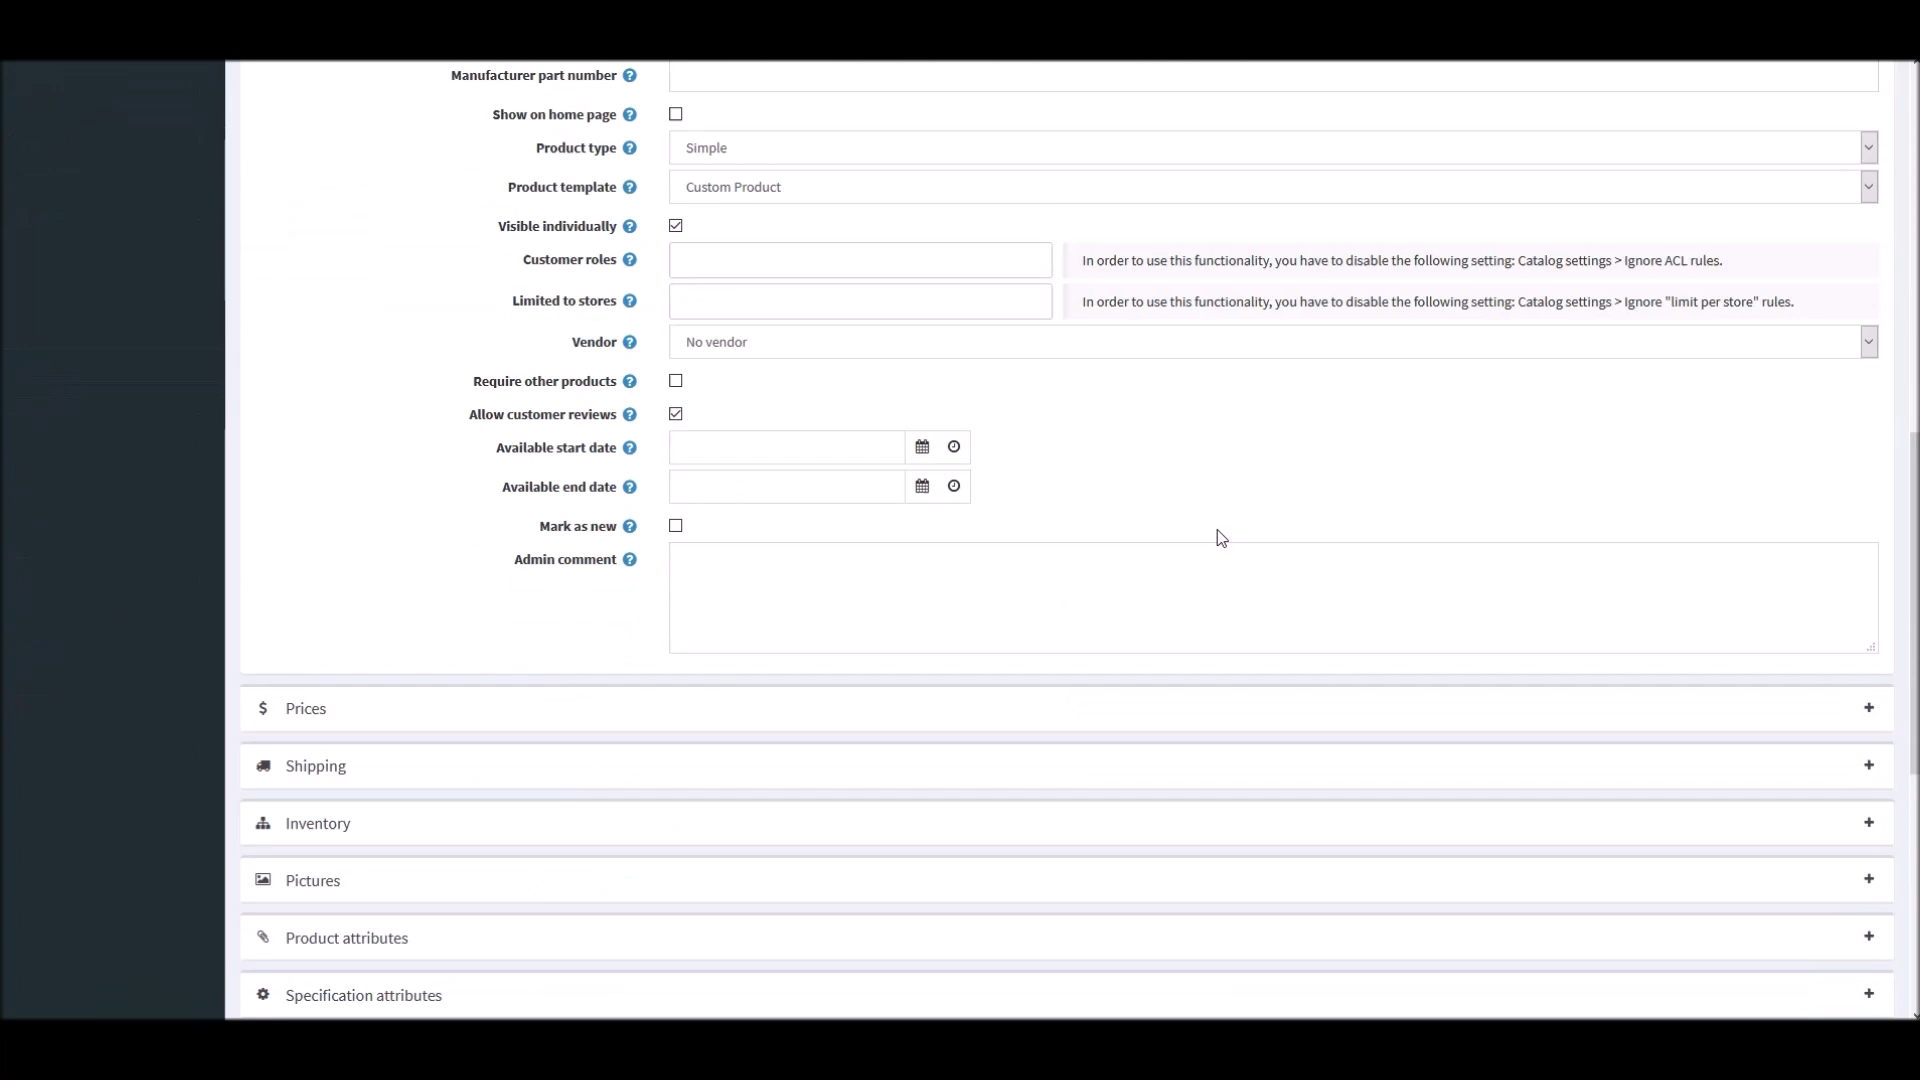 Manufacturer part number
Show on home page
Product type Simple
Product template Custom Product
Visible individually
Customer roles In order to use this functionality, you have to disable the following setting: Catalog settings > Ignore ACL rules.
Limited to stores In order to use this functionality, you have to disable the following setting: Catalog settings > Ignore "limit per store" rules.
Vendor No vendor
Require other products
Allow customer reviews
Available start date
Available end date
Mark as new
Admin comment
Prices
Shipping
Inventory
Pictures
Product attributes
Specification attributes